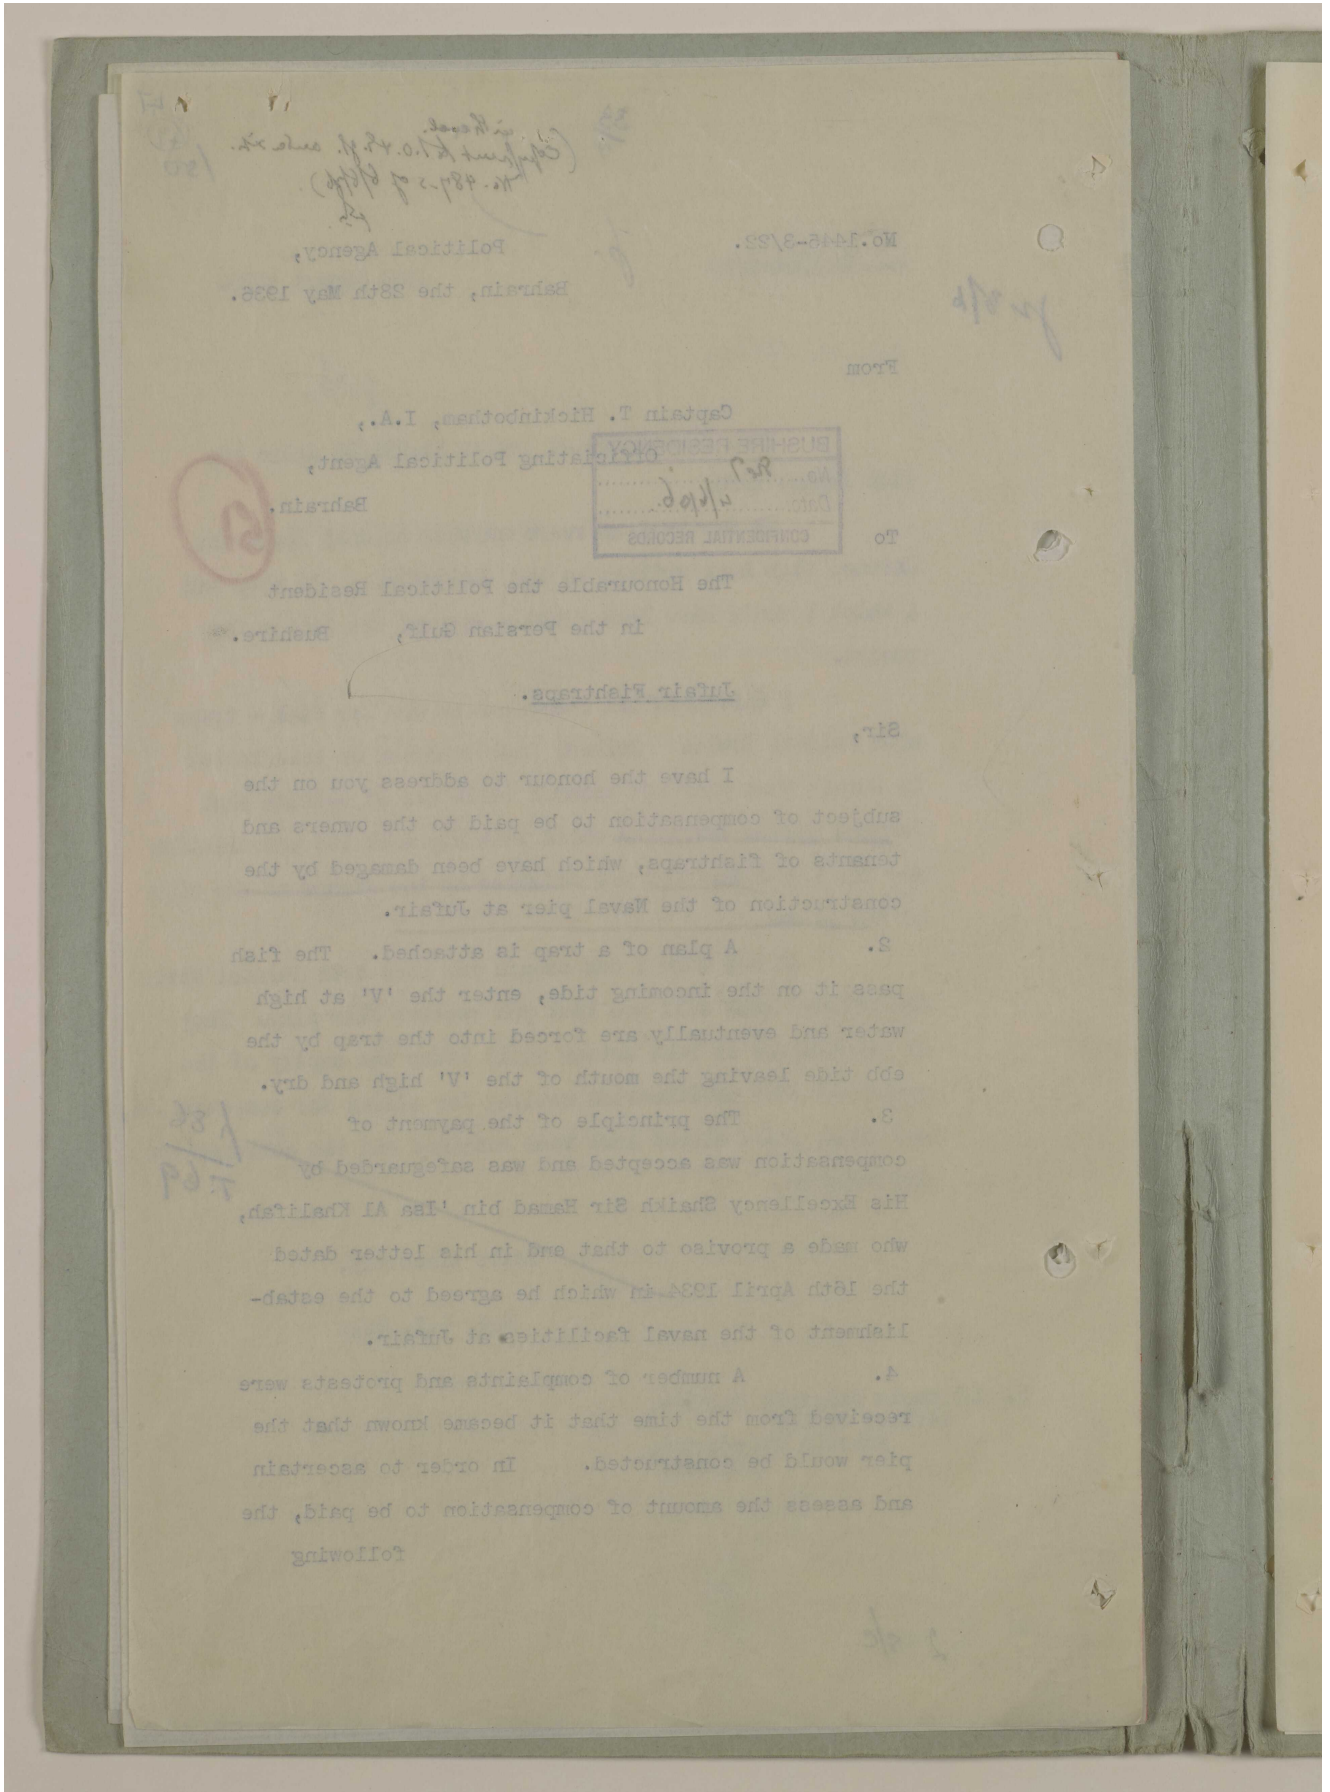 No.1445-3/22.
Political Agency,
Bahrain, the 28th May 1936.
From
Captain T. Hickinbotham, I.A.,
Officiating Political Agent,
Bahrain.
BUSHIRE RESIDENCY
No.
Date
CONFIDENTIAL RECORDS
51
To
The Honourable the Political Resident
in the Persian Gulf, Bushire.
Jufair Fishtraps.
Sir,
I have the honour to address you on the
subject of compensation to be paid to the owners and
tenants of fishtraps, which have been damaged by the
construction of the Naval pier at Jufair.
2. A plan of a trap is attached. The fish
pass it on the incoming tide, enter the 'V' at high
water and eventually are forced into the trap by the
ebb tide leaving the mouth of the 'V' high and dry.
3. The principle of the payment of
compensation was accepted and was safeguarded by
His Excellency Shaikh Sir Hamad bin 'Isa Al Khalifah,
who made a proviso to that end in his letter dated
the 16th April 1934 in which he agreed to the estab-
lishment of the naval facilities at Jufair.
4. A number of complaints and protests were
received from the time that it became known that the
pier would be constructed. In order to ascertain
and assess the amount of compensation to be paid, the
following